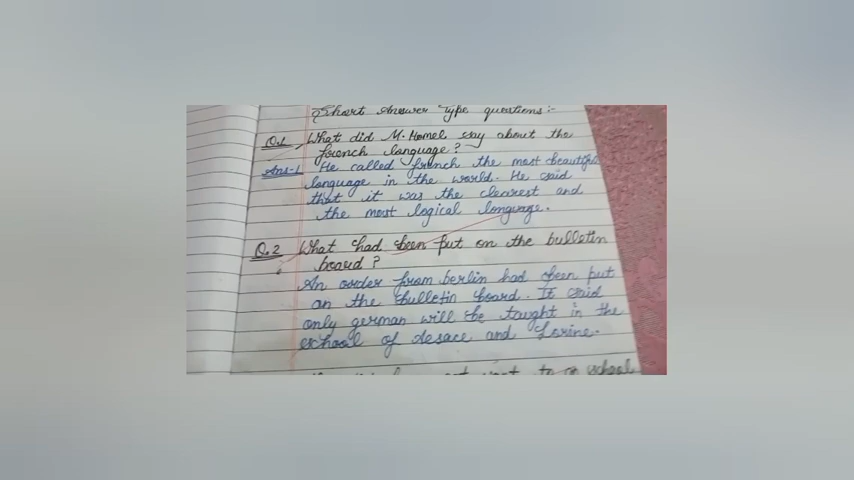 Short Answer Type questions:-
Q.1 What did M. Hamel say about the
french language?
Ans-1 He called french the most beautiful
language in the world. He said
that it was the clearest and
the most logical language.
Q.2 What had been put on the bulletin
board?
An order from berlin had been put
on the bulletin board. It said
only german will be taught in the
school of Alsace and Lorine.
to school